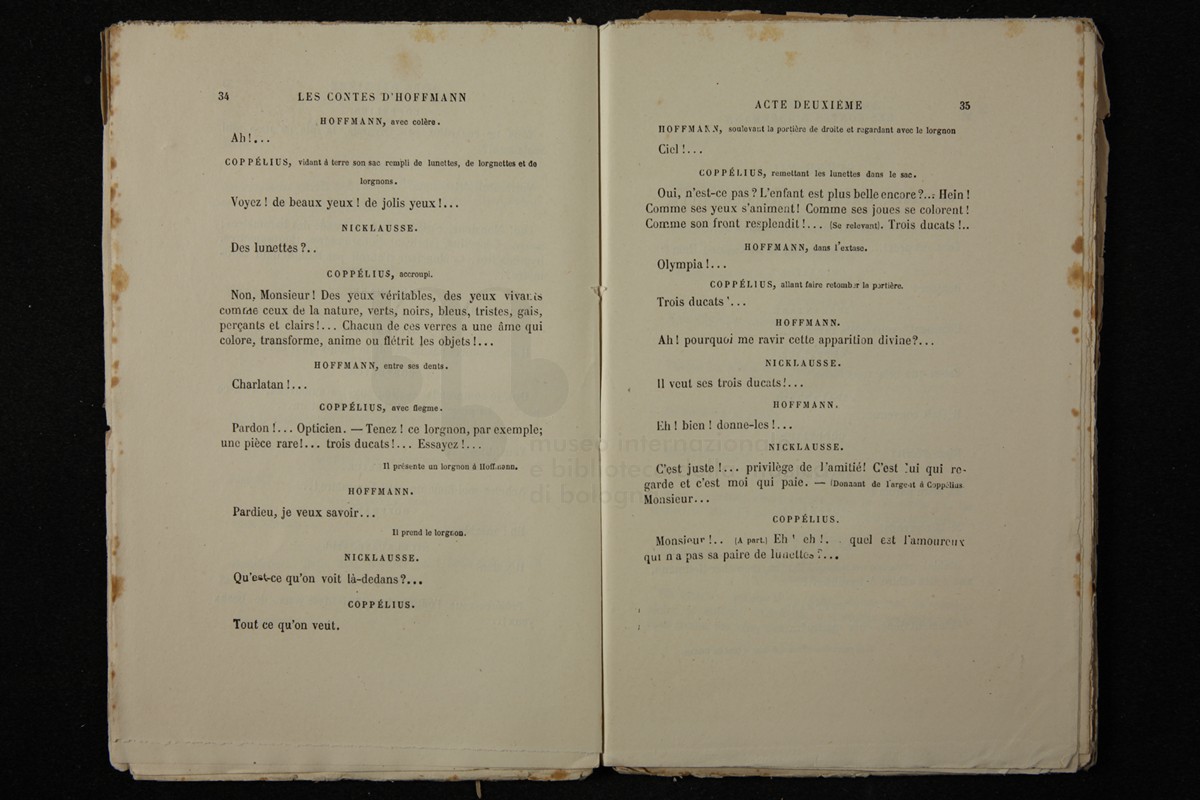 34 LES CONTES D'HOFFMANN
HOFFMANN, avec colère.
Ah!...
COPPÉLIUS, vidant à terre son sac rempli de lunettes, de lorgnettes et de
lorgnons.
Voyez ! de beaux yeux ! de jolis yeux !...
NICKLAUSSE.
Des lunettes ?..
COPPÉLIUS, accroupi.
Non, Monsieur ! Des yeux véritables, des yeux vivants
comme ceux de la nature, verts, noirs, bleus, tristes, gais,
perçants et clairs!... Chacun de ces verres a une âme qui
colore, transforme, anime ou flétrit les objets !...
HOFFMANN, entre ses dents.
Charlatan !...
COPPÉLIUS, avec flegme.
Pardon !... Opticien. — Tenez ! ce lorgnon, par exemple;
une pièce rare!... trois ducats!... Essayez !...
Il présente un lorgnon à Hoffmann.
HOFFMANN.
Pardieu, je veux savoir...
Il prend le lorgnon.
NICKLAUSSE.
Qu'est-ce qu'on voit là-dedans ?...
COPPÉLIUS.
Tout ce qu'on veut.
ACTE DEUXIÉME 35
HOFFMANN, soulevant la portière de droite et regardant avec le lorgnon
Ciel !...
COPPÉLIUS, remettant les lunettes dans le sac.
Oui, n'est-ce pas ? L'enfant est plus belle encore ?... Hein !
Comme ses yeux s'animent! Comme ses joues se colorent !
Comme son front resplendit !... (Se relevant). Trois ducats !..
HOFFMANN, dans l'extase.
Olympia !...
COPPÉLIUS, allant faire retomber la portière.
Trois ducats !...
HOFFMANN.
Ah ! pourquoi me ravir cette apparition divine?...
NICKLAUSSE.
Il veut ses trois ducats!...
HOFFMANN.
Eh ! bien ! donne-les !...
NICKLAUSSE.
C'est juste !... privilège de l'amitié! C'est lui qui re-
garde et c'est moi qui paie. — (Donnant de l'argent à Coppélius.
Monsieur...
COPPÉLIUS.
Monsieur !.. (A part.) Eh ! eh !.. quel est l'amoureux
qui n a pas sa paire de lunettes ?...
museo internazionale
e bibliotec
di bologn